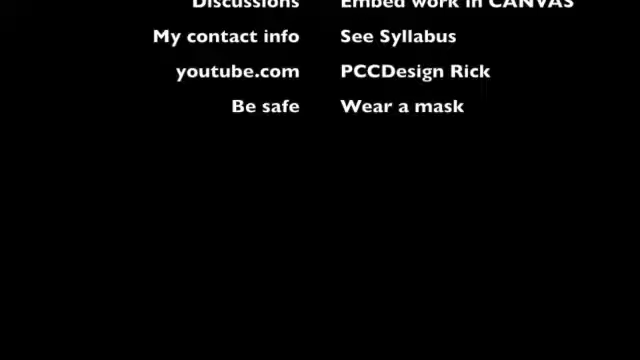 Discussions Embed work in CANVAS
My contact info See Syllabus
youtube.com PCCDesign Rick
Be safe Wear a mask